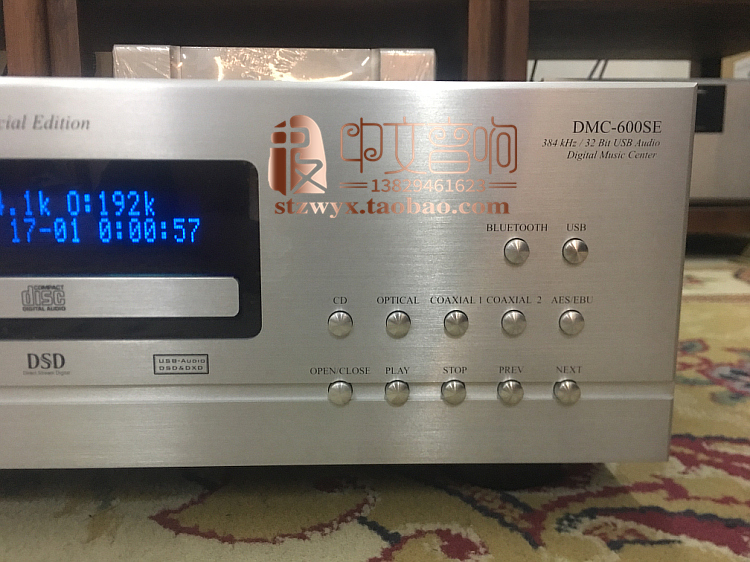 cial Edition
DMC-600SE
384 kHz / 32 Bit USB Audio
Digital Music Center
中文音响
stzwyx.taobao.com
4.1k O:192k
17-01 0:00:57
BLUETOOTH USB
COMPACT
disc
DIGITAL AUDIO
CD OPTICAL COAXIAL 1 COAXIAL 2 AES/EBU
DSD
Direct Stream Digital
USB-AUDIO
DSD&DXD
OPEN/CLOSE PLAY STOP PREV NEXT